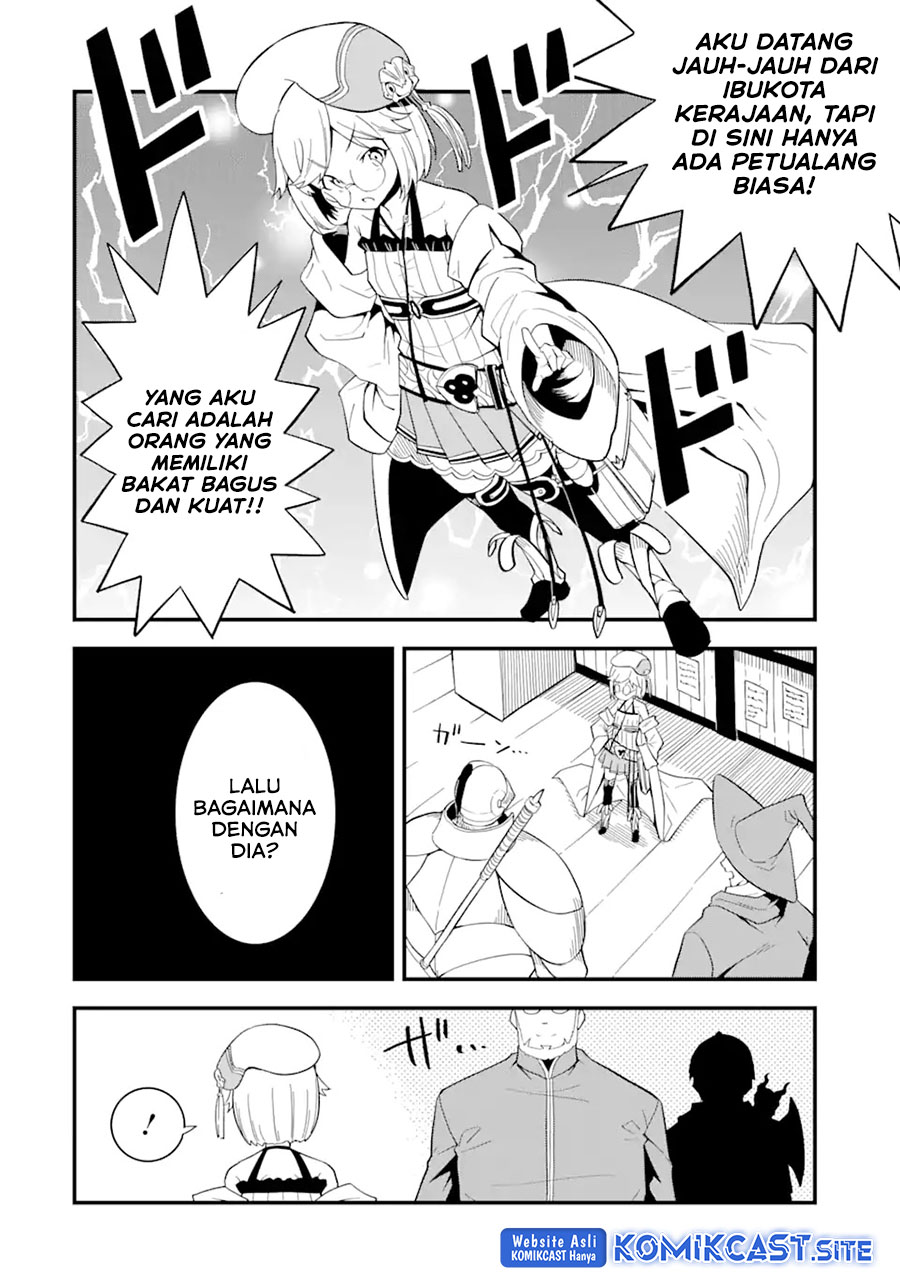 AKU DATANG
JAUH-JAUH DARI
IBUKOTA
KERAJAAN, TAPI
DI SINI HANYA
ADA PETUALANG
BIASA!
ド
ド
ド
YANG AKU
CARI ADALAH
ORANG YANG
MEMILIKI
BAKAT BAGUS
DAN KUAT!!
ガーン...
LALU
BAGAIMANA
DENGAN
DIA?
ザッ...
!
Website Asli
KOMIKCAST Hanya
KOMIKCAST.SITE